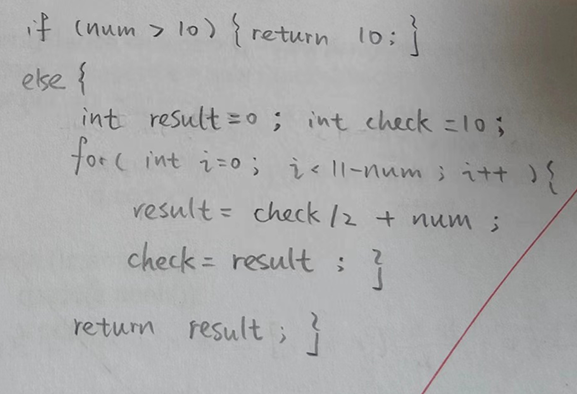 if (num > 10) { return 10; }
else {
int result = 0 ; int check = 10 ;
for( int i=0 ; i < 11-num ; i++ ) {
result = check /2 + num ;
check = result ; }
return result ; }